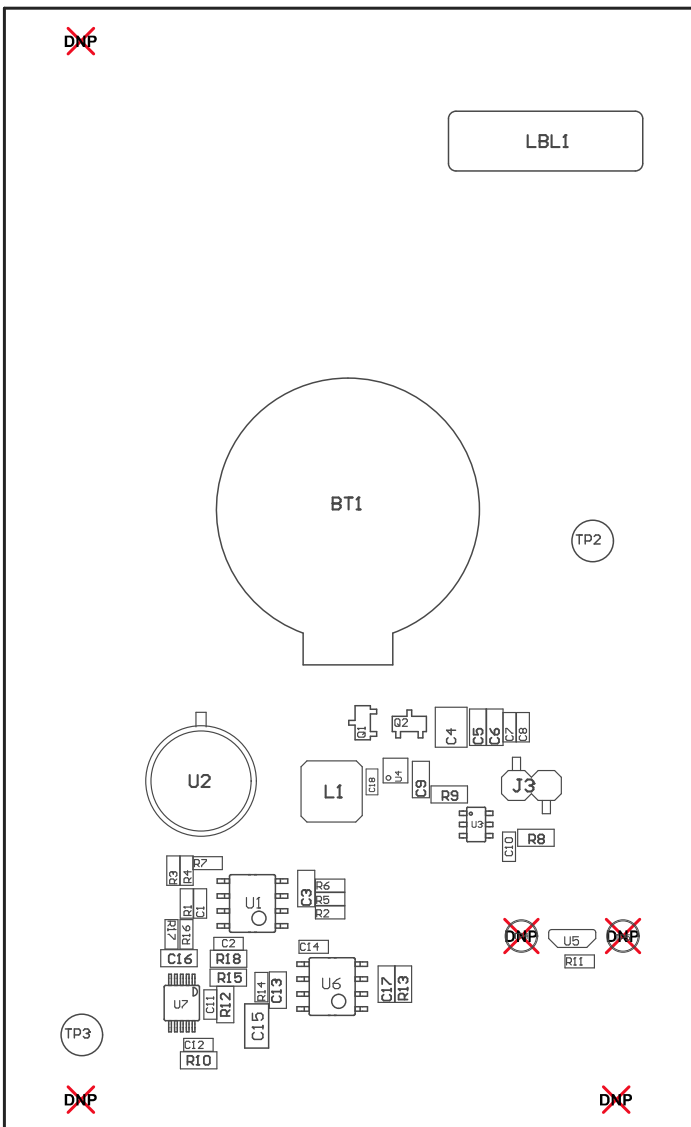 DNP
LBL1
BT1
TP2
Q1
Q2
C4
C5
C6
C7
C8
U2
L1
C18
U4
C9
R9
J3
U3
C10
R8
R3
R4
R7
R1
C1
U1
C3
R6
R5
R2
R17
R16
C2
C14
DNP
U5
DNP
C16
R18
R11
R15
U7
C11
R12
R14
C13
U6
C17
R13
C15
TP3
C12
R10
DNP
DNP